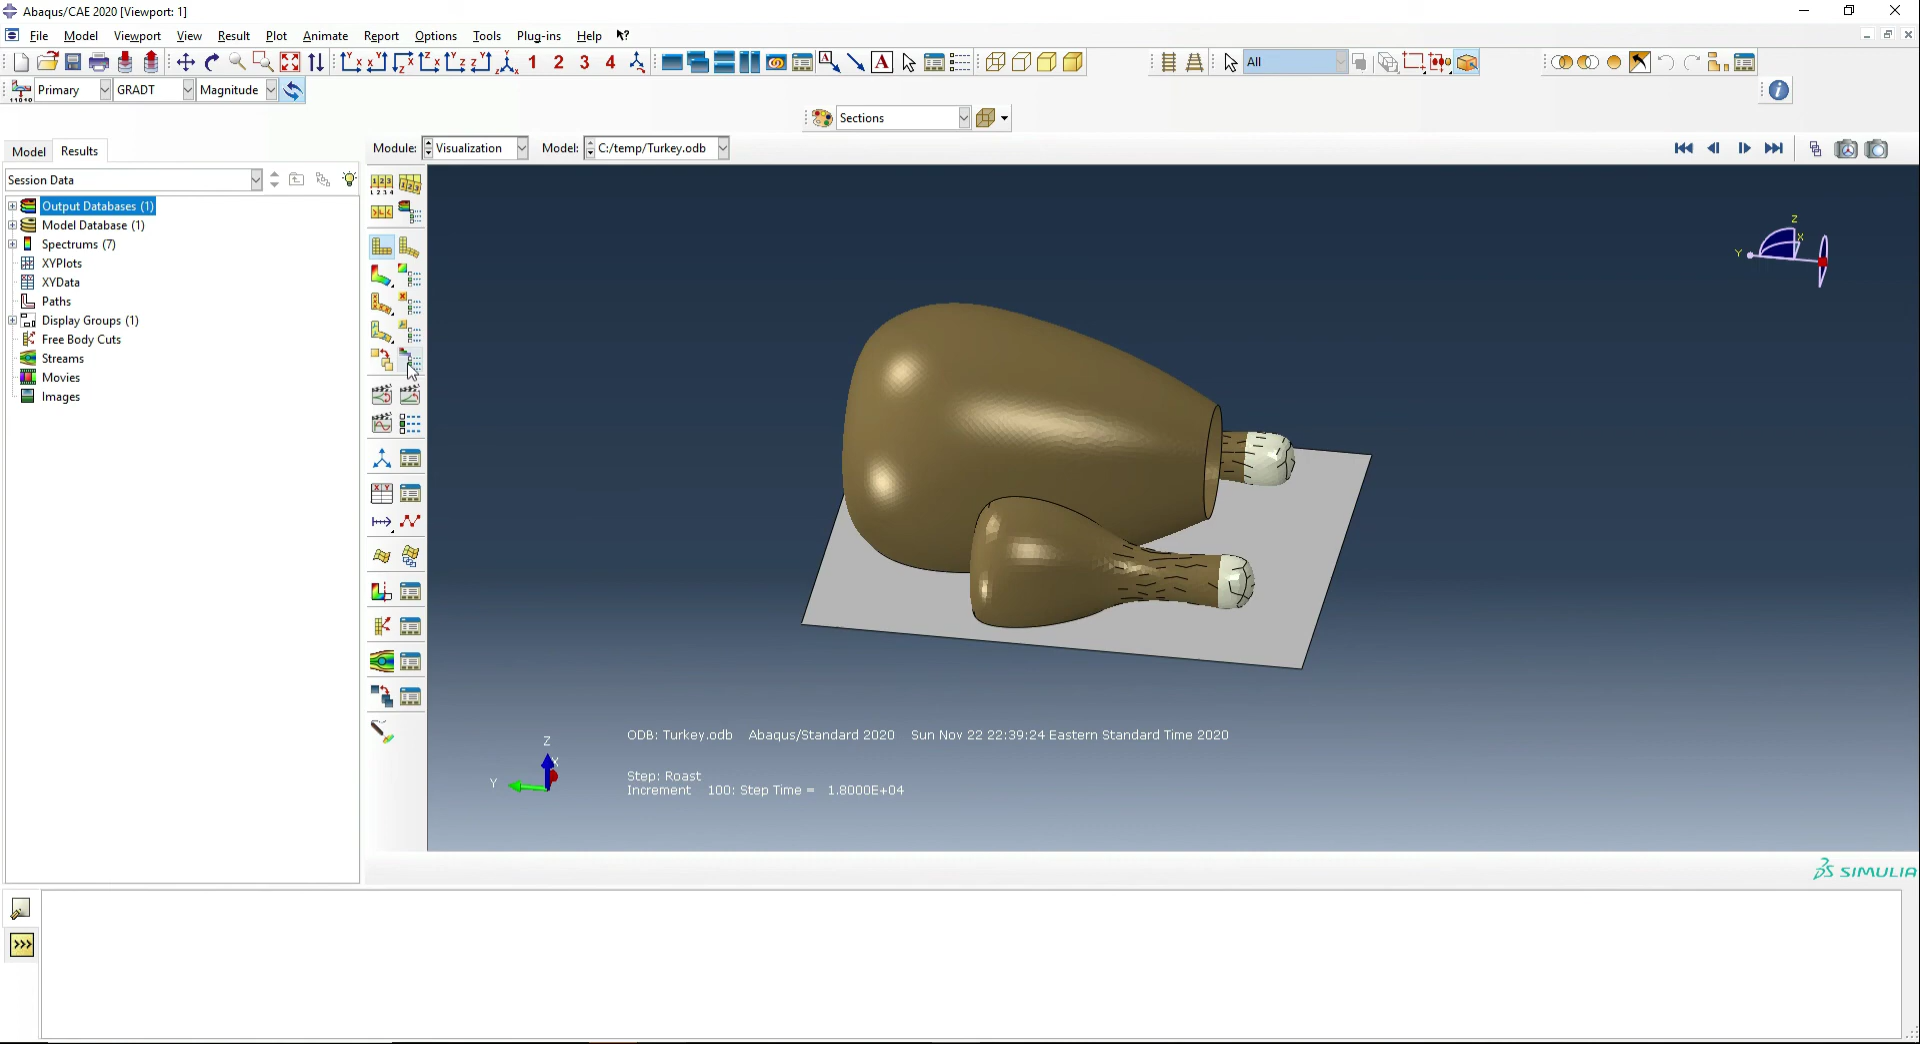 Abaqus/CAE 2020 [Viewport: 1]
File Model Viewport View Result Plot Animate Report Options Tools Plug-ins Help
1 2 3 4 All
Primary GRADT Magnitude
Sections
Model Results Module: Visualization Model: C:/temp/Turkey.odb
Session Data
Output Databases (1)
Model Database (1)
Spectrums (7)
XYPlots
XYData
Paths
Display Groups (1)
Free Body Cuts
Streams
Movies
Images
Z
X
Y
ODB: Turkey.odb Abaqus/Standard 2020 Sun Nov 22 22:39:24 Eastern Standard Time 2020
Z
Y
Step: Roast
Increment 100: Step Time = 1.8000E+04
SIMULIA